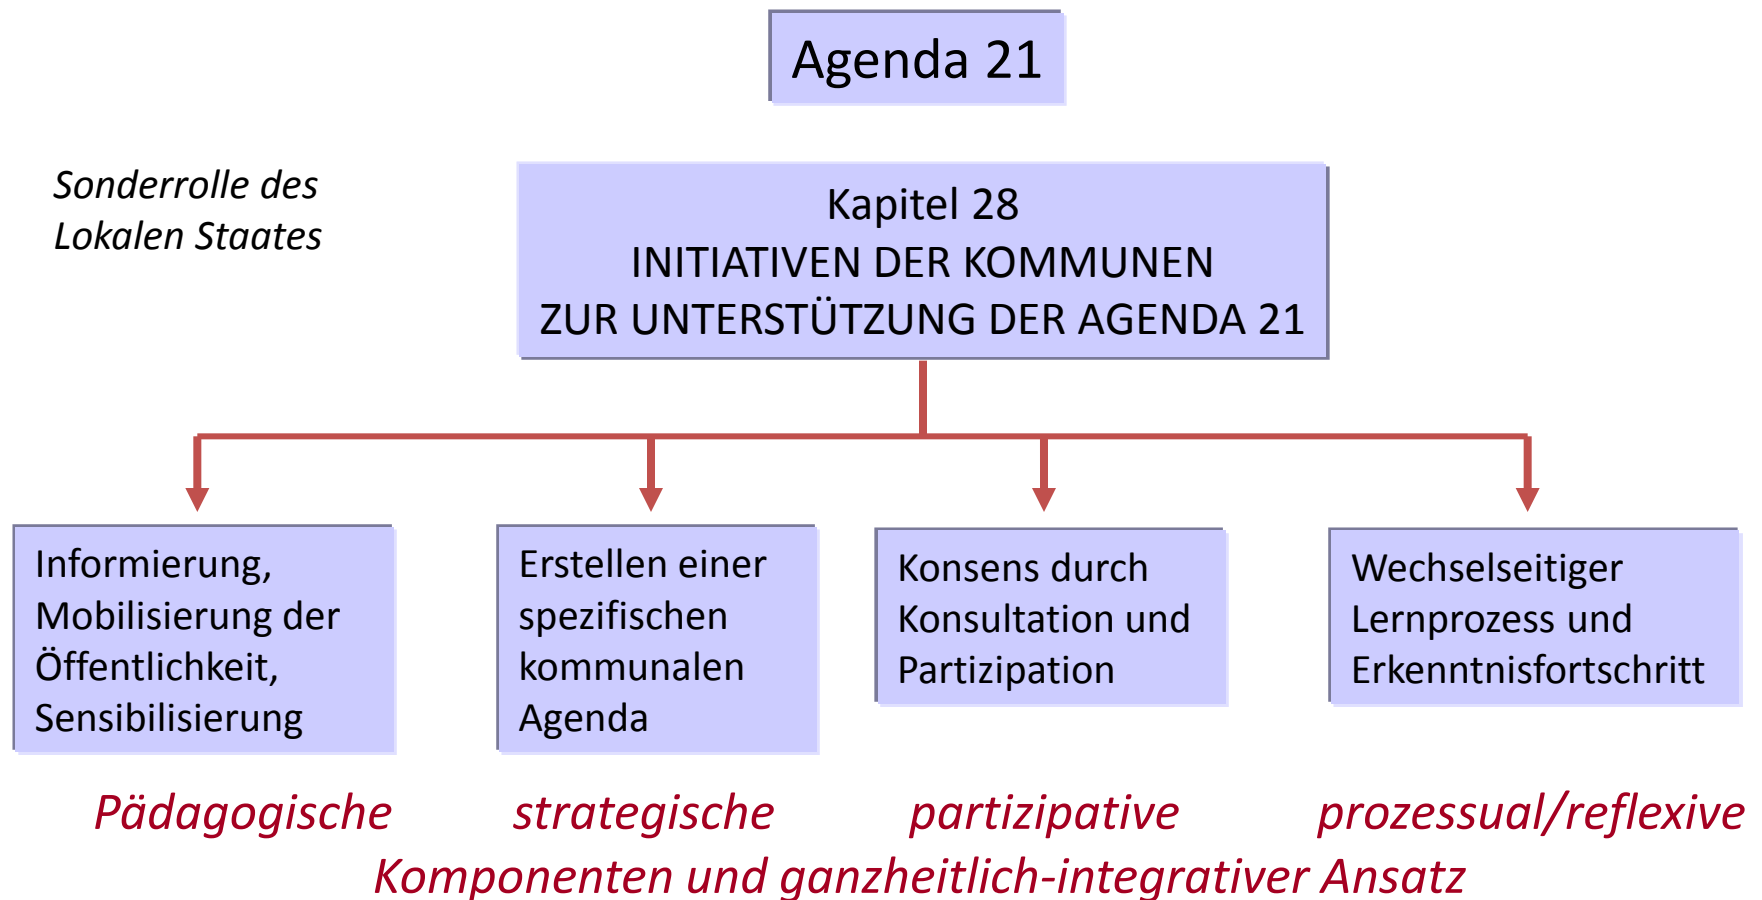 Agenda 21
Sonderrolle des
Lokalen Staates
Kapitel 28
INITIATIVEN DER KOMMUNEN
ZUR UNTERSTÜTZUNG DER AGENDA 21
Informierung,
Mobilisierung der
Öffentlichkeit,
Sensibilisierung
Erstellen einer
spezifischen
kommunalen
Agenda
Konsens durch
Konsultation und
Partizipation
Wechselseitiger
Lernprozess und
Erkenntnisfortschritt
Pädagogische strategische partizipative prozessual/reflexive
Komponenten und ganzheitlich-integrativer Ansatz